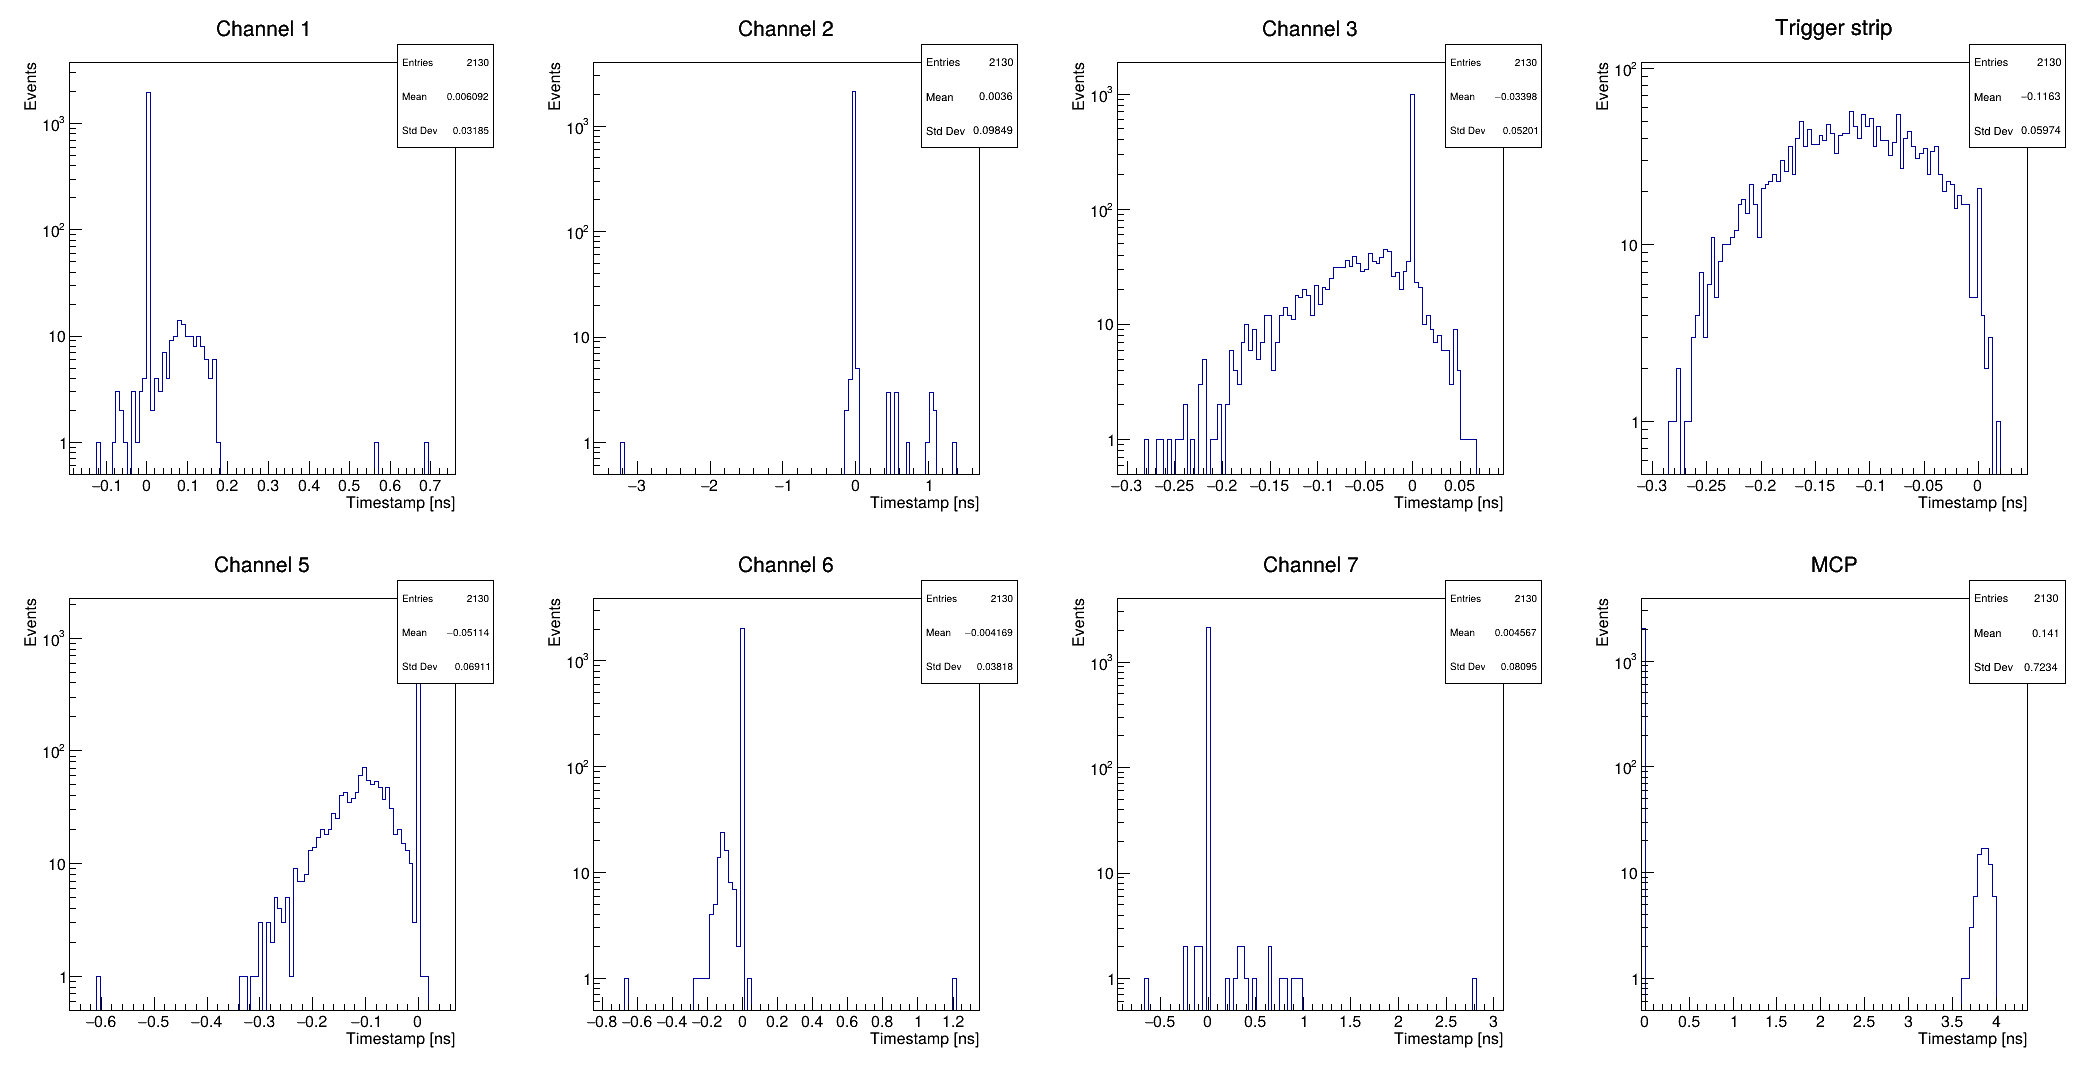 Channel 1
Events
Entries 2130
Mean 0.006092
Std Dev 0.03185
10³
10²
10
1
−0.1 0 0.1 0.2 0.3 0.4 0.5 0.6 0.7
Timestamp [ns]
Channel 2
Events
Entries 2130
Mean 0.0036
Std Dev 0.09849
10³
10²
10
1
−3 −2 −1 0 1
Timestamp [ns]
Channel 3
Events
Entries 2130
Mean −0.03398
Std Dev 0.05201
10³
10²
10
1
−0.3 −0.25 −0.2 −0.15 −0.1 −0.05 0 0.05
Timestamp [ns]
Trigger strip
Events
Entries 2130
Mean −0.1163
Std Dev 0.05974
10²
10
1
−0.3 −0.25 −0.2 −0.15 −0.1 −0.05 0
Timestamp [ns]
Channel 5
Events
Entries 2130
Mean −0.05114
Std Dev 0.06911
10³
10²
10
1
−0.6 −0.5 −0.4 −0.3 −0.2 −0.1 0
Timestamp [ns]
Channel 6
Events
Entries 2130
Mean −0.004169
Std Dev 0.03818
10³
10²
10
1
−0.8 −0.6 −0.4 −0.2 0 0.2 0.4 0.6 0.8 1 1.2
Timestamp [ns]
Channel 7
Events
Entries 2130
Mean 0.004567
Std Dev 0.08095
10³
10²
10
1
−0.5 0 0.5 1 1.5 2 2.5 3
Timestamp [ns]
MCP
Events
Entries 2130
Mean 0.141
Std Dev 0.7234
10³
10²
10
1
0 0.5 1 1.5 2 2.5 3 3.5 4
Timestamp [ns]